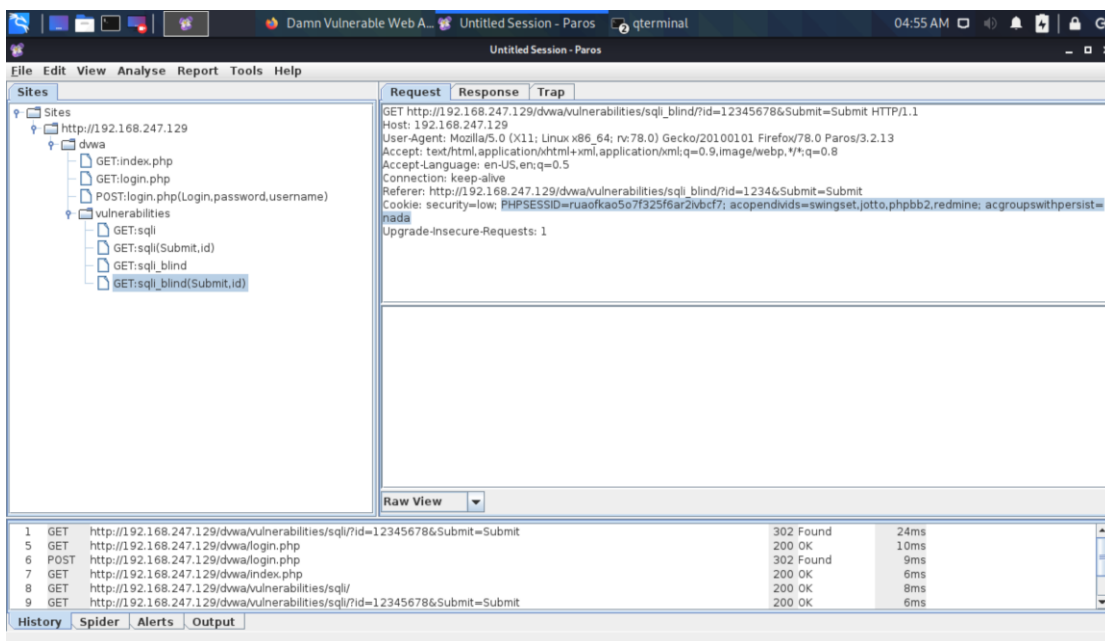 Damn Vulnerable Web A... Untitled Session - Paros qterminal 04:55 AM
Untitled Session - Paros
File Edit View Analyse Report Tools Help
Sites
Sites
http://192.168.247.129
dvwa
GET:index.php
GET:login.php
POST:login.php(Login,password,username)
vulnerabilities
GET:sqli
GET:sqli(Submit,id)
GET:sqli_blind
GET:sqli_blind(Submit,id)
Request Response Trap
GET http://192.168.247.129/dvwa/vulnerabilities/sqli_blind/?id=12345678&Submit=Submit HTTP/1.1
Host: 192.168.247.129
User-Agent: Mozilla/5.0 (X11; Linux x86_64; rv:78.0) Gecko/20100101 Firefox/78.0 Paros/3.2.13
Accept: text/html,application/xhtml+xml,application/xml;q=0.9,image/webp,*/*;q=0.8
Accept-Language: en-US,en;q=0.5
Connection: keep-alive
Referer: http://192.168.247.129/dvwa/vulnerabilities/sqli_blind/?id=1234&Submit=Submit
Cookie: security=low; PHPSESSID=ruaofkao5o7f325f6ar2ivbcf7; acopendivids=swingset,jotto,phpbb2,redmine; acgroupswithpersist=
nada
Upgrade-Insecure-Requests: 1
Raw View
1 GET http://192.168.247.129/dvwa/vulnerabilities/sqli/?id=12345678&Submit=Submit 302 Found 24ms
5 GET http://192.168.247.129/dvwa/login.php 200 OK 10ms
6 POST http://192.168.247.129/dvwa/login.php 302 Found 9ms
7 GET http://192.168.247.129/dvwa/index.php 200 OK 6ms
8 GET http://192.168.247.129/dvwa/vulnerabilities/sqli/ 200 OK 8ms
9 GET http://192.168.247.129/dvwa/vulnerabilities/sqli/?id=12345678&Submit=Submit 200 OK 6ms
History Spider Alerts Output